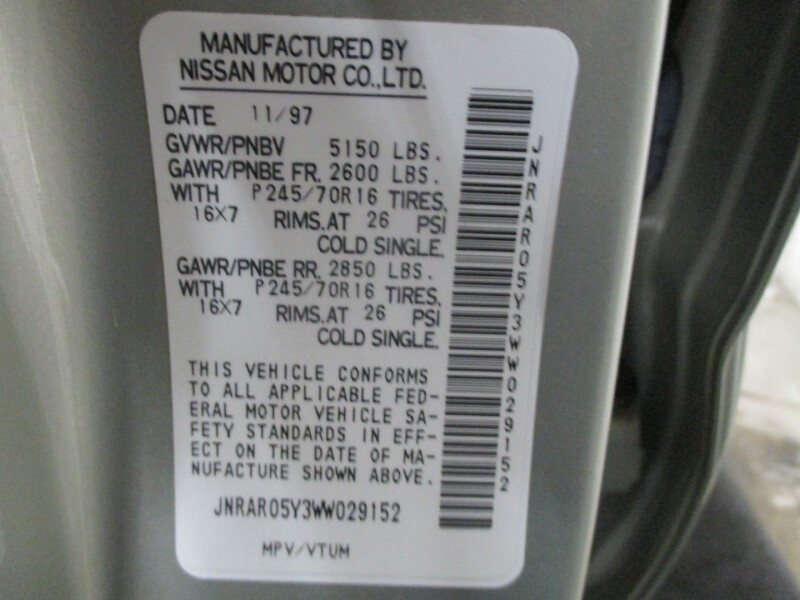 MANUFACTURED BY
NISSAN MOTOR CO.,LTD.
DATE 11/97
GVWR/PNBV 5150 LBS.
GAWR/PNBE FR. 2600 LBS.
WITH P245/70R16 TIRES,
16X7 RIMS.AT 26 PSI
COLD SINGLE.
GAWR/PNBE RR. 2850 LBS.
WITH P245/70R16 TIRES,
16X7 RIMS.AT 26 PSI
COLD SINGLE.
THIS VEHICLE CONFORMS
TO ALL APPLICABLE FED-
ERAL MOTOR VEHICLE SA-
FETY STANDARDS IN EFF-
ECT ON THE DATE OF MA-
NUFACTURE SHOWN ABOVE.
JNRAR05Y3WW029152
MPV/VTUM
JNRAR05Y3WW029152